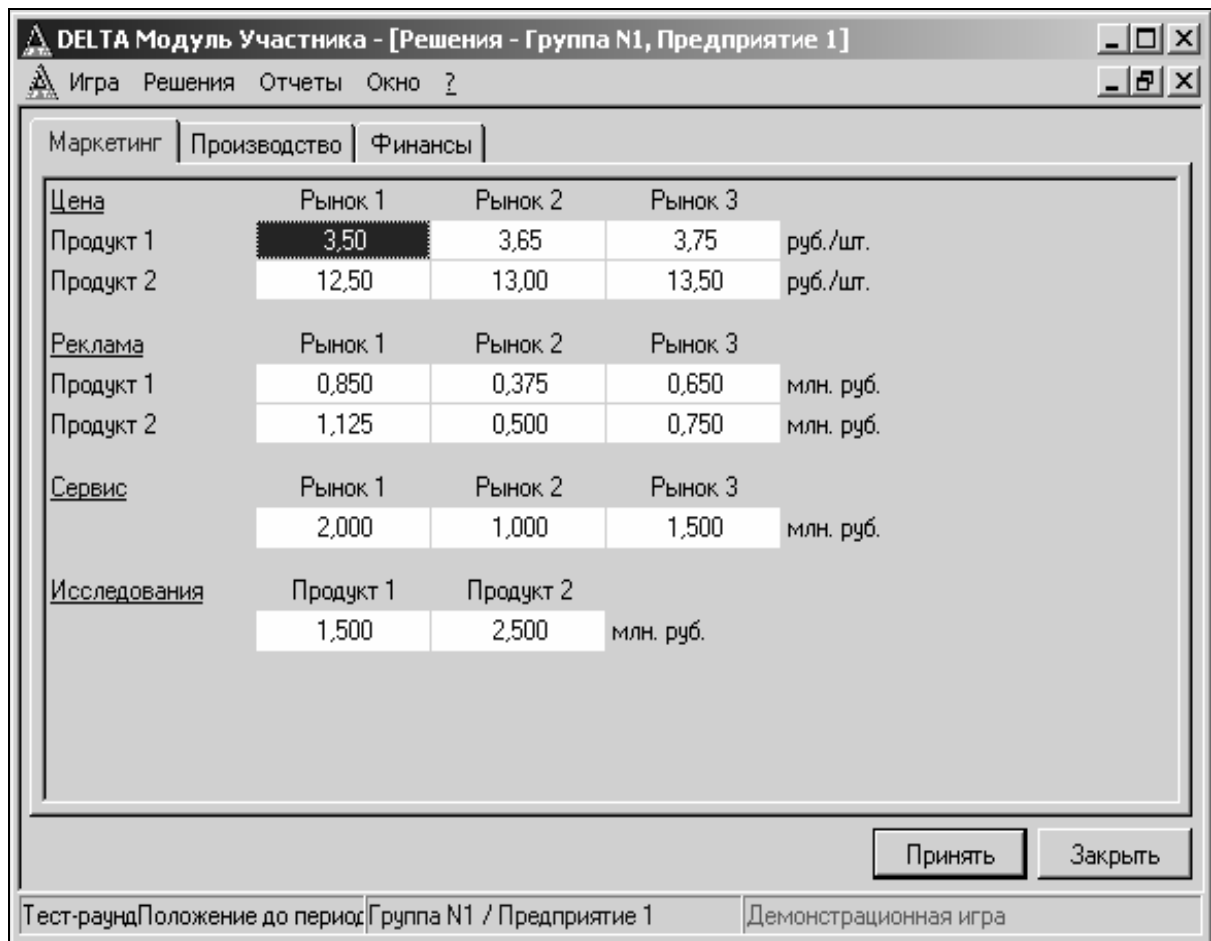 DELTA Модуль Участника - [Решения - Группа N1, Предприятие 1]
Игра Решения Отчеты Окно ?
Маркетинг Производство Финансы
Цена Рынок 1 Рынок 2 Рынок 3
Продукт 1 3,50 3,65 3,75 руб./шт.
Продукт 2 12,50 13,00 13,50 руб./шт.
Реклама Рынок 1 Рынок 2 Рынок 3
Продукт 1 0,850 0,375 0,650 млн. руб.
Продукт 2 1,125 0,500 0,750 млн. руб.
Сервис Рынок 1 Рынок 2 Рынок 3
2,000 1,000 1,500 млн. руб.
Исследования Продукт 1 Продукт 2
1,500 2,500 млн. руб.
Принять Закрыть
Тест-раундПоложение до период Группа N1 / Предприятие 1 Демонстрационная игра